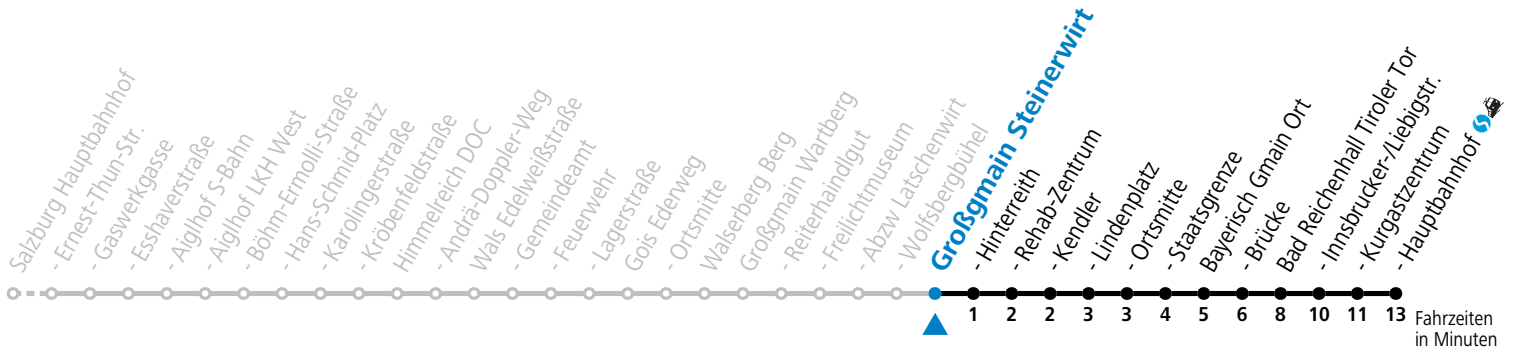 Salzburg Hauptbahnhof
- Ernest-Thun-Str.
- Gaswerkgasse
- Esshaverstraße
- Aiglhof S-Bahn
- Aiglhof LKH West
- Böhm-Ermolli-Straße
- Hans-Schmid-Platz
- Karolingerstraße
- Kröbenfeldstraße
Himmelreich DOC
- Andrä-Doppler-Weg
Wals Edelweißstraße
- Gemeindeamt
- Feuerwehr
- Lagerstraße
Gois Edenweg
- Ortsmitte
Walserberg Berg
Großgmain Wartberg
- Reiterhaindlgut
- Freilichtmuseum
- Abzw Latschenwirt
- Wolfsbergbühel
Großgmain Steinerwirt
- Hinterreith
- Rehab-Zentrum
- Kendler
- Lindenplatz
- Ortsmitte
- Staatsgrenze
Bayerisch Gmain Ort
- Brücke
Bad Reichenhall Tiroler Tor
- Innsbrucker-/Liebigstr.
- Kurgastzentrum
- Hauptbahnhof
1 2 2 3 3 4 5 6 8 10 11 13
Fahrzeiten
in Minuten